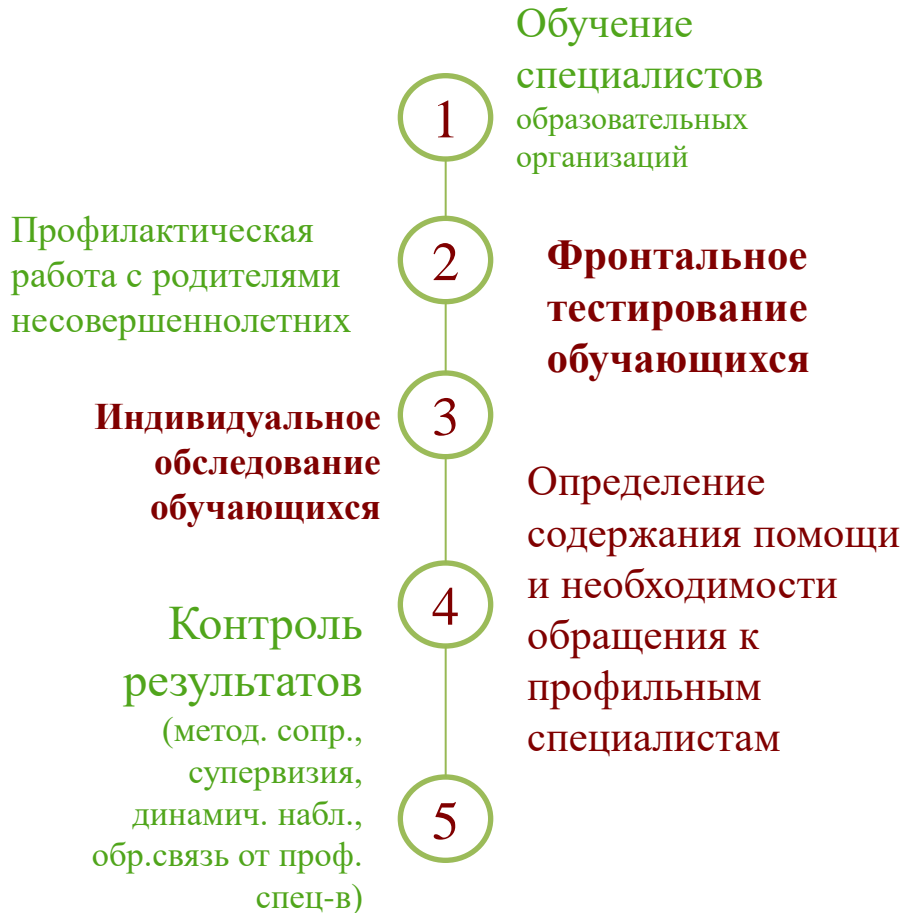 Обучение
специалистов
образовательных
организаций
1
Профилактическая
работа с родителями
несовершеннолетних
2
Фронтальное
тестирование
обучающихся
Индивидуальное
обследование
обучающихся
3
Определение
содержания помощи
и необходимости
обращения к
профильным
специалистам
4
Контроль
результатов
(метод. сопр.,
супервизия,
динамич. набл.,
обр.связь от проф.
спец-в)
5